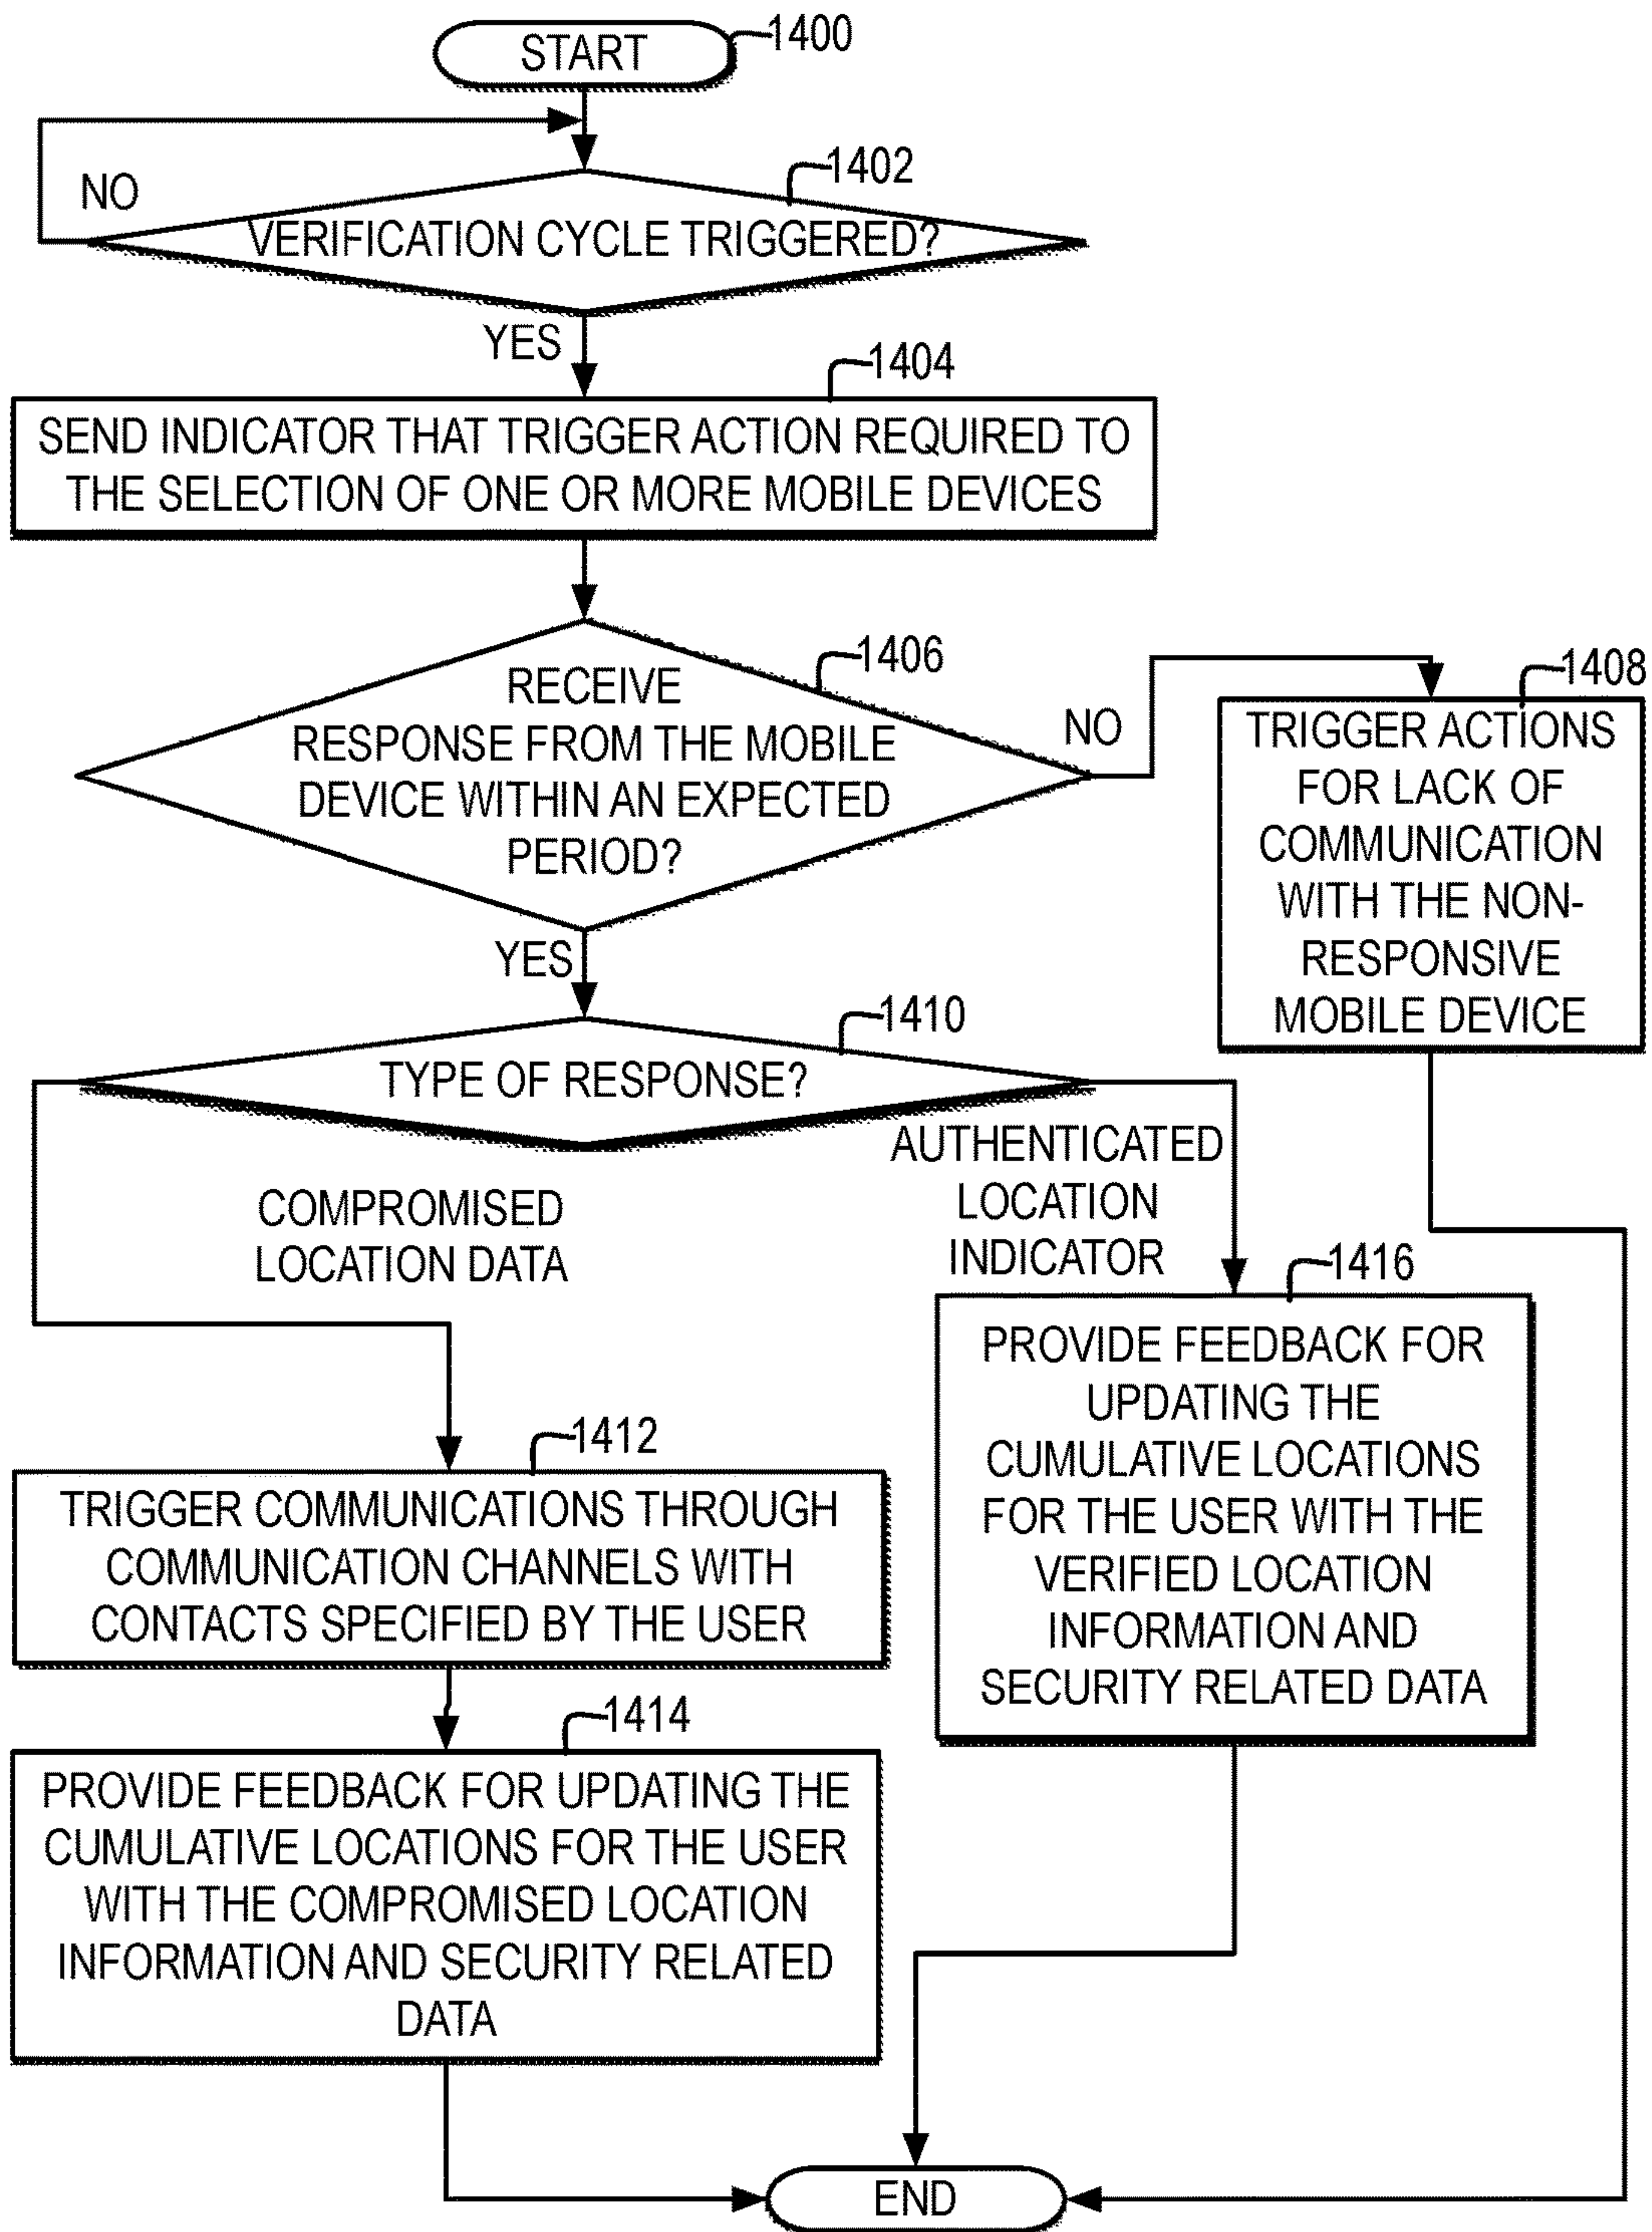 START
1400
NO
1402
VERIFICATION CYCLE TRIGGERED?
YES
1404
SEND INDICATOR THAT TRIGGER ACTION REQUIRED TO
THE SELECTION OF ONE OR MORE MOBILE DEVICES
1406
RECEIVE
RESPONSE FROM THE MOBILE
DEVICE WITHIN AN EXPECTED
PERIOD?
NO
1408
TRIGGER ACTIONS
FOR LACK OF
COMMUNICATION
WITH THE NON-
RESPONSIVE
MOBILE DEVICE
YES
1410
TYPE OF RESPONSE?
COMPROMISED
LOCATION DATA
AUTHENTICATED
LOCATION
INDICATOR
1412
TRIGGER COMMUNICATIONS THROUGH
COMMUNICATION CHANNELS WITH
CONTACTS SPECIFIED BY THE USER
1414
PROVIDE FEEDBACK FOR UPDATING THE
CUMULATIVE LOCATIONS FOR THE USER
WITH THE COMPROMISED LOCATION
INFORMATION AND SECURITY RELATED
DATA
1416
PROVIDE FEEDBACK FOR
UPDATING THE
CUMULATIVE LOCATIONS
FOR THE USER WITH THE
VERIFIED LOCATION
INFORMATION AND
SECURITY RELATED DATA
END